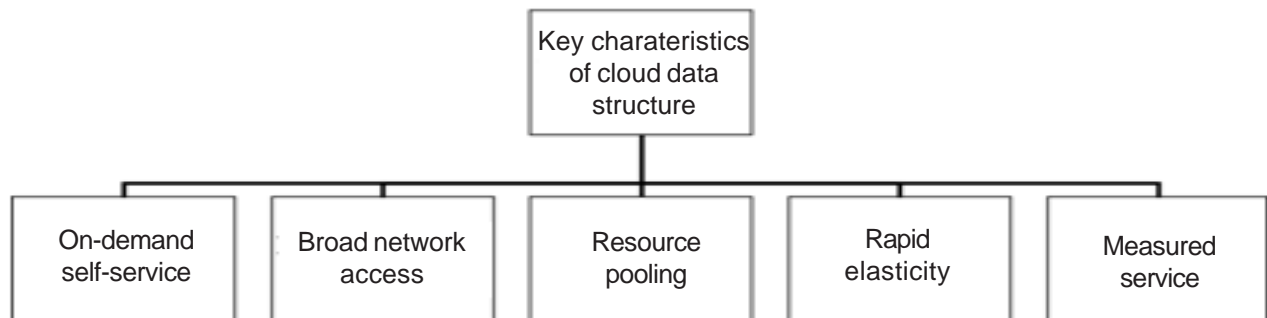 Key charateristics
of cloud data
structure
On-demand
self-service
Broad network
access
Resource
pooling
Rapid
elasticity
Measured
service